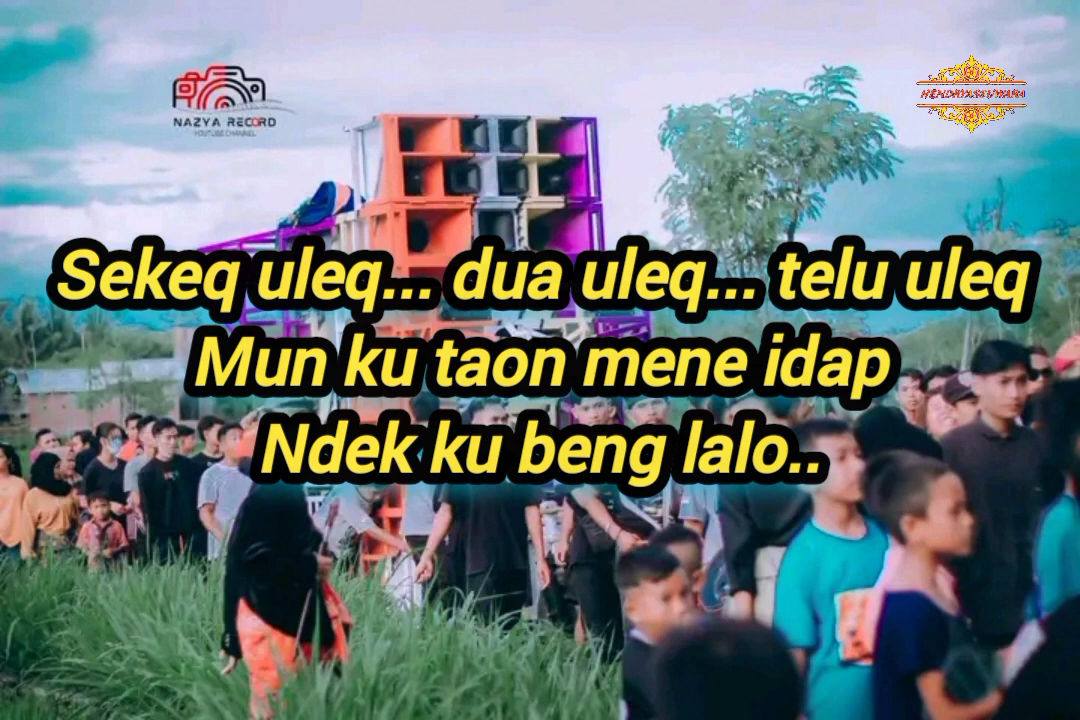 NAZYA RECORD
YOUTUBE CHANNEL
Sekeq uleq... dua uleq... telu uleq
Mun ku taon mene idap
Ndek ku beng lalo..